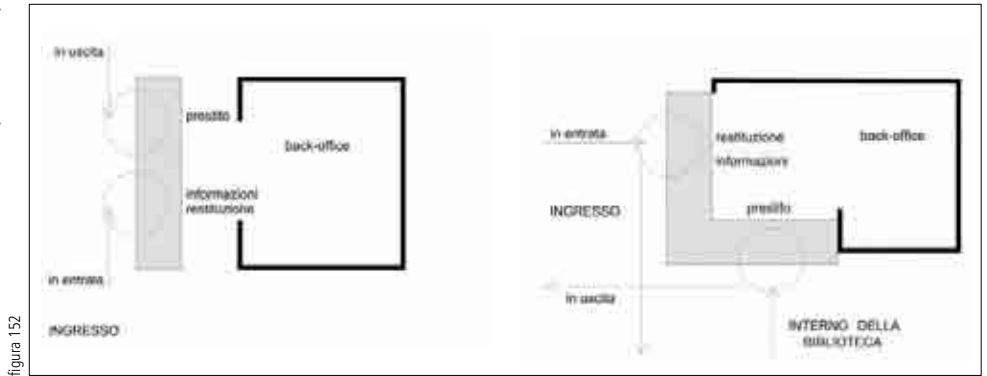 in uscita
prestito
back-office
informazioni
restituzione
in entrata
INGRESSO
in entrata
restituzione
informazioni
back-office
INGRESSO
prestito
in uscita
INTERNO DELLA
BIBLIOTECA
figura 152